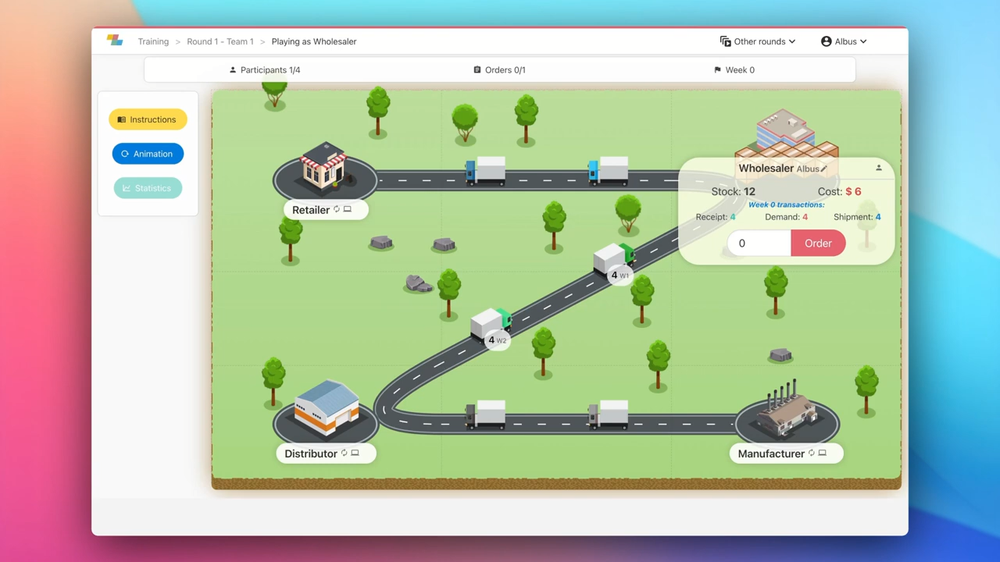 Training > Round 1 - Team 1 > Playing as Wholesaler
Other rounds
Albus
Participants 1/4
Orders 0/1
Week 0
Instructions
Animation
Statistics
Retailer
Wholesaler Albus
Stock: 12
Cost: $ 6
Week 0 transactions:
Receipt: 4
Demand: 4
Shipment: 4
0
Order
4 W1
4 W2
Distributor
Manufacturer